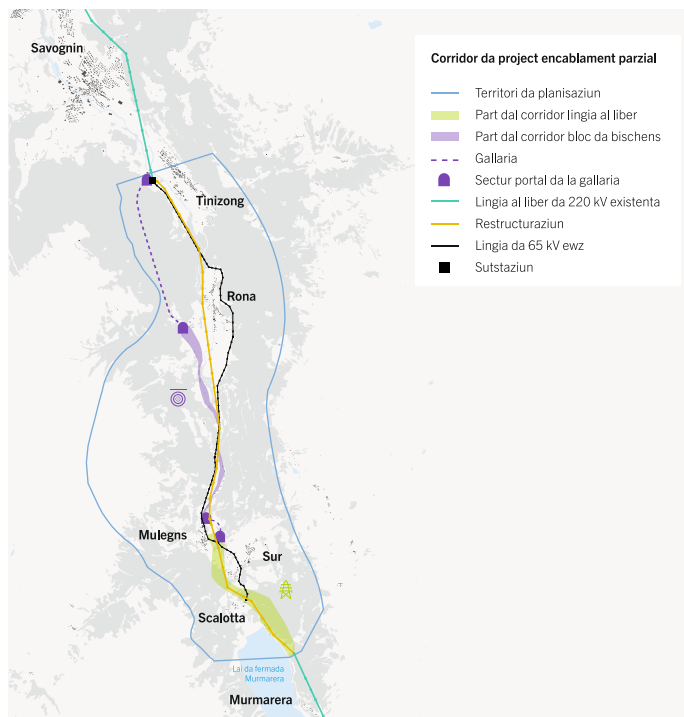 Savognin
Corridor da project encablament parzial
Territori da planisaziun
Part dal corridor lingia al liber
Part dal corridor bloc da bischens
Gallaria
Sectur portal da la gallaria
Lingia al liber da 220 kV existenta
Restructuraziun
Lingia da 65 kV ewz
Sutstaziun
Tinizong
Rona
Mulegns
Sur
Scalotta
Lai da fermada
Murmarera
Murmarera